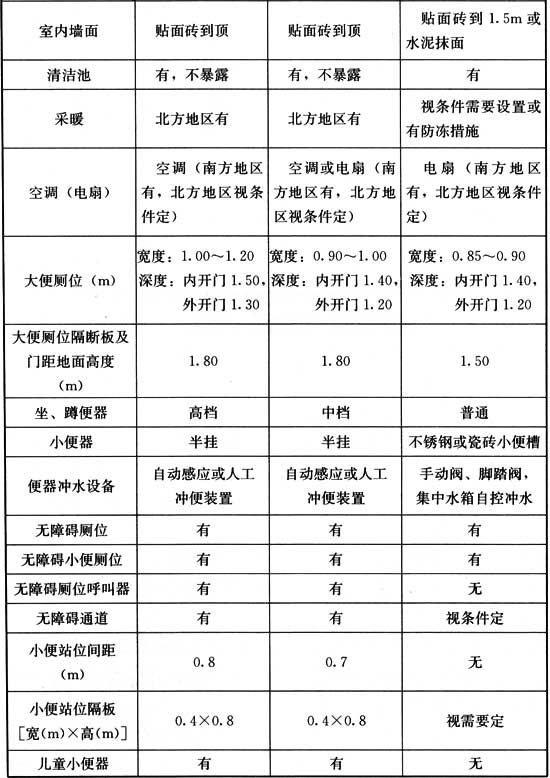 室内墙面 贴面砖到顶 贴面砖到顶 贴面砖到 1.5m 或
水泥抹面
清洁池 有，不暴露 有，不暴露 有
采暖 北方地区有 北方地区有 视条件需要设置或
有防冻措施
空调（电扇） 空调（南方地区
有，北方地区视条
件定） 空调或电扇（南
方地区有，北方地
区视条件定） 电扇（南方地区
有，北方地区视条件
定）
大便厕位（m） 宽度：1.00～1.20
深度：内开门 1.50，
外开门 1.30 宽度：0.90～1.00
深度：内开门 1.40，
外开门 1.20 宽度：0.85～0.90
深度：内开门 1.40，
外开门 1.20
大便厕位隔断板及
门距地面高度
（m） 1.80 1.80 1.50
坐、蹲便器 高档 中档 普通
小便器 半挂 半挂 不锈钢或瓷砖小便槽
便器冲水设备 自动感应或人工
冲便装置 自动感应或人工
冲便装置 手动阀、脚踏阀，
集中水箱自控冲水
无障碍厕位 有 有 有
无障碍小便厕位 有 有 有
无障碍厕位呼叫器 有 有 无
无障碍通道 有 有 视条件定
小便站位间距
（m） 0.8 0.7 无
小便站位隔板
［宽(m)×高(m)］ 0.4×0.8 0.4×0.8 视需要定
儿童小便器 有 有 无